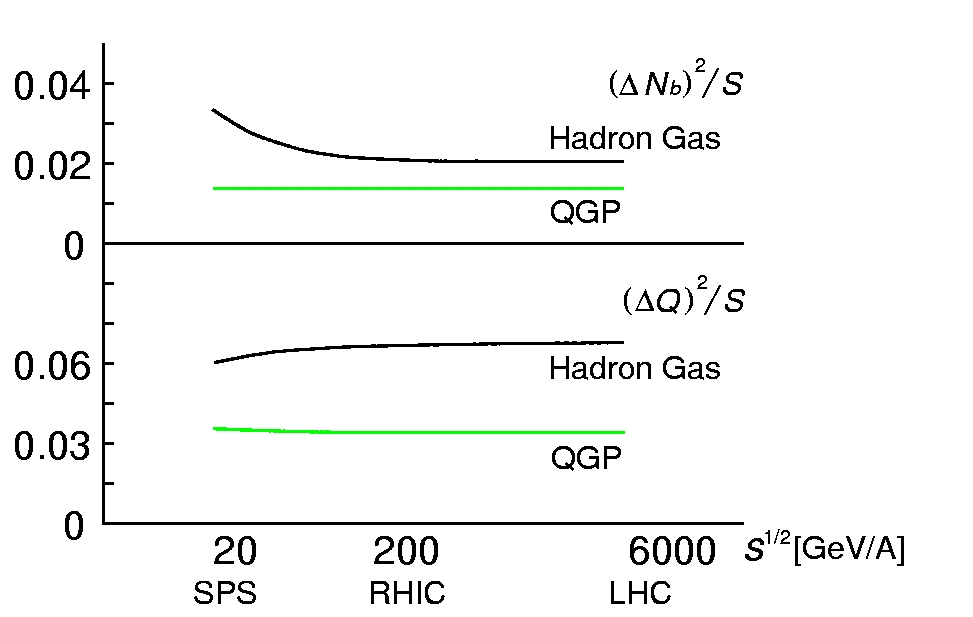 0.04
(Δ Nb)²/S
Hadron Gas
0.02
QGP
0
(ΔQ)²/S
0.06
Hadron Gas
0.03
QGP
0
20 200 6000 S^1/2 [GeV/A]
SPS RHIC LHC